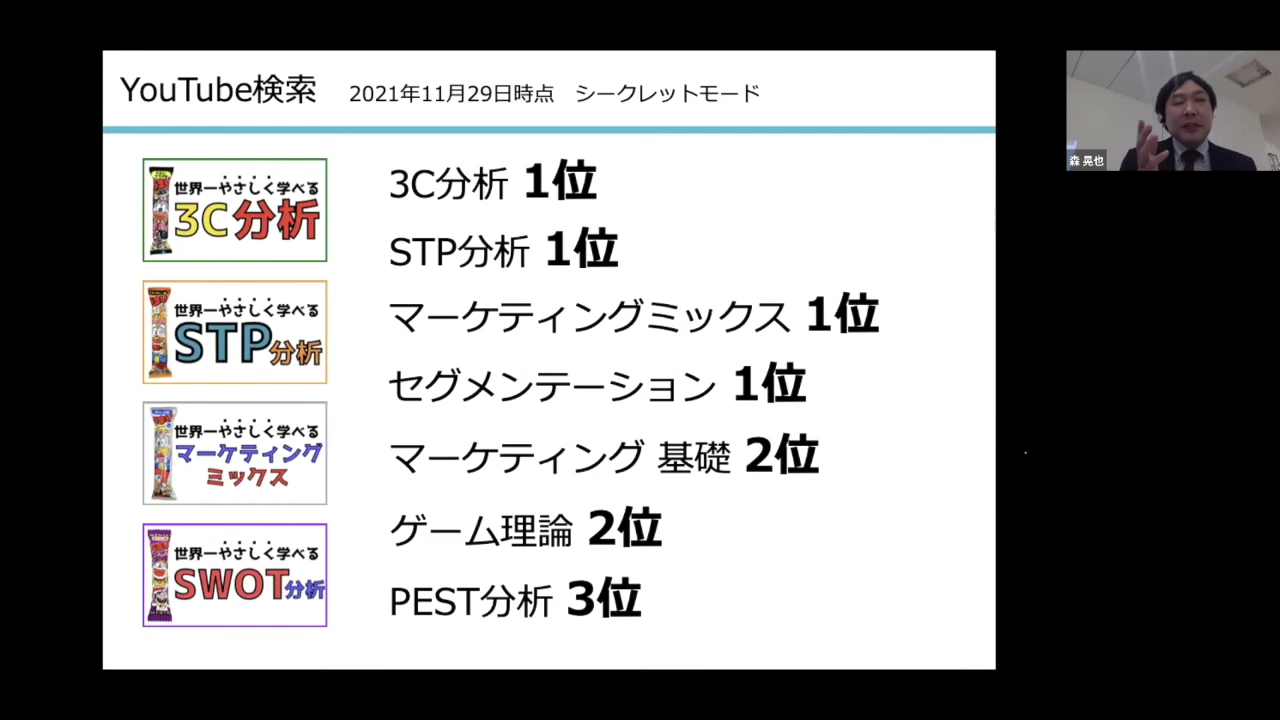 YouTube検索 2021年11月29日時点 シークレットモード
世界一やさしく学べる
3C分析
世界一やさしく学べる
STP分析
世界一やさしく学べる
マーケティング
ミックス
世界一やさしく学べる
SWOT分析
3C分析 1位
STP分析 1位
マーケティングミックス 1位
セグメンテーション 1位
マーケティング 基礎 2位
ゲーム理論 2位
PEST分析 3位
森 晃也